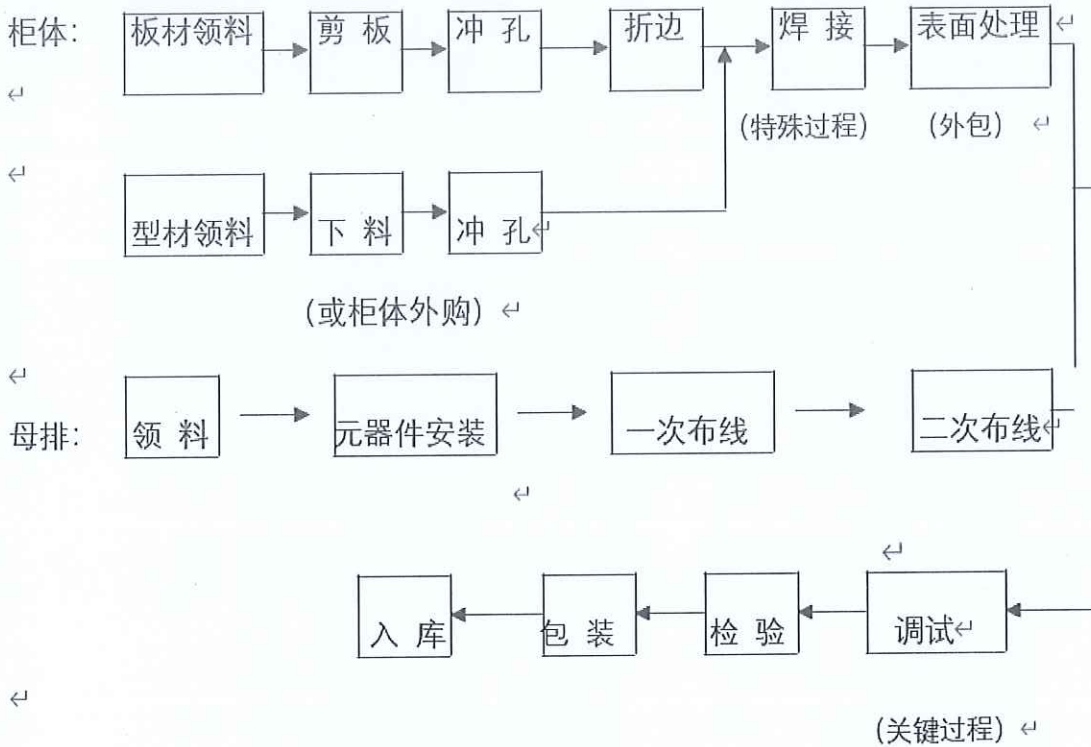 柜体： 板材领料 剪 板 冲 孔 折边 焊 接 表面处理
（特殊过程） （外包）
型材领料 下 料 冲 孔
（或柜体外购）
母排： 领 料 元器件安装 一次布线 二次布线
入 库 包 装 检 验 调试
（关键过程）